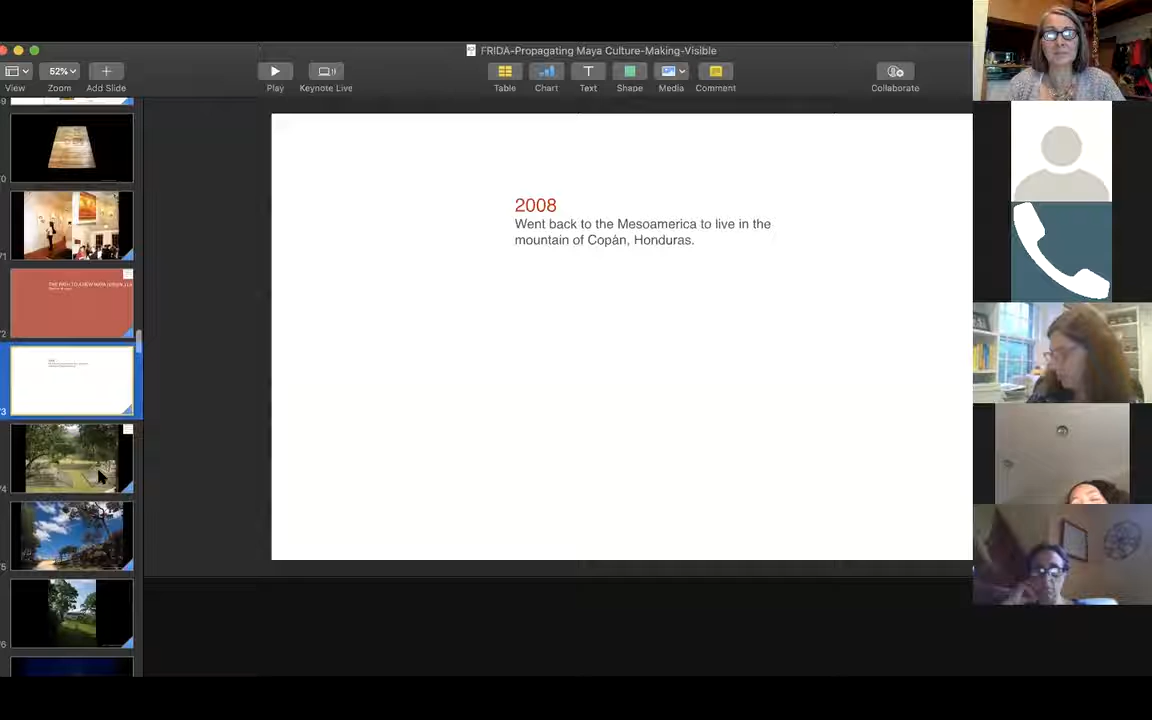 FRIDA-Propagating Maya Culture-Making-Visible
52%
View
Zoom
Add Slide
Play
Keynote Live
Table
Chart
Text
Shape
Media
Comment
Collaborate
2008
Went back to the Mesoamerica to live in the
mountain of Copán, Honduras.